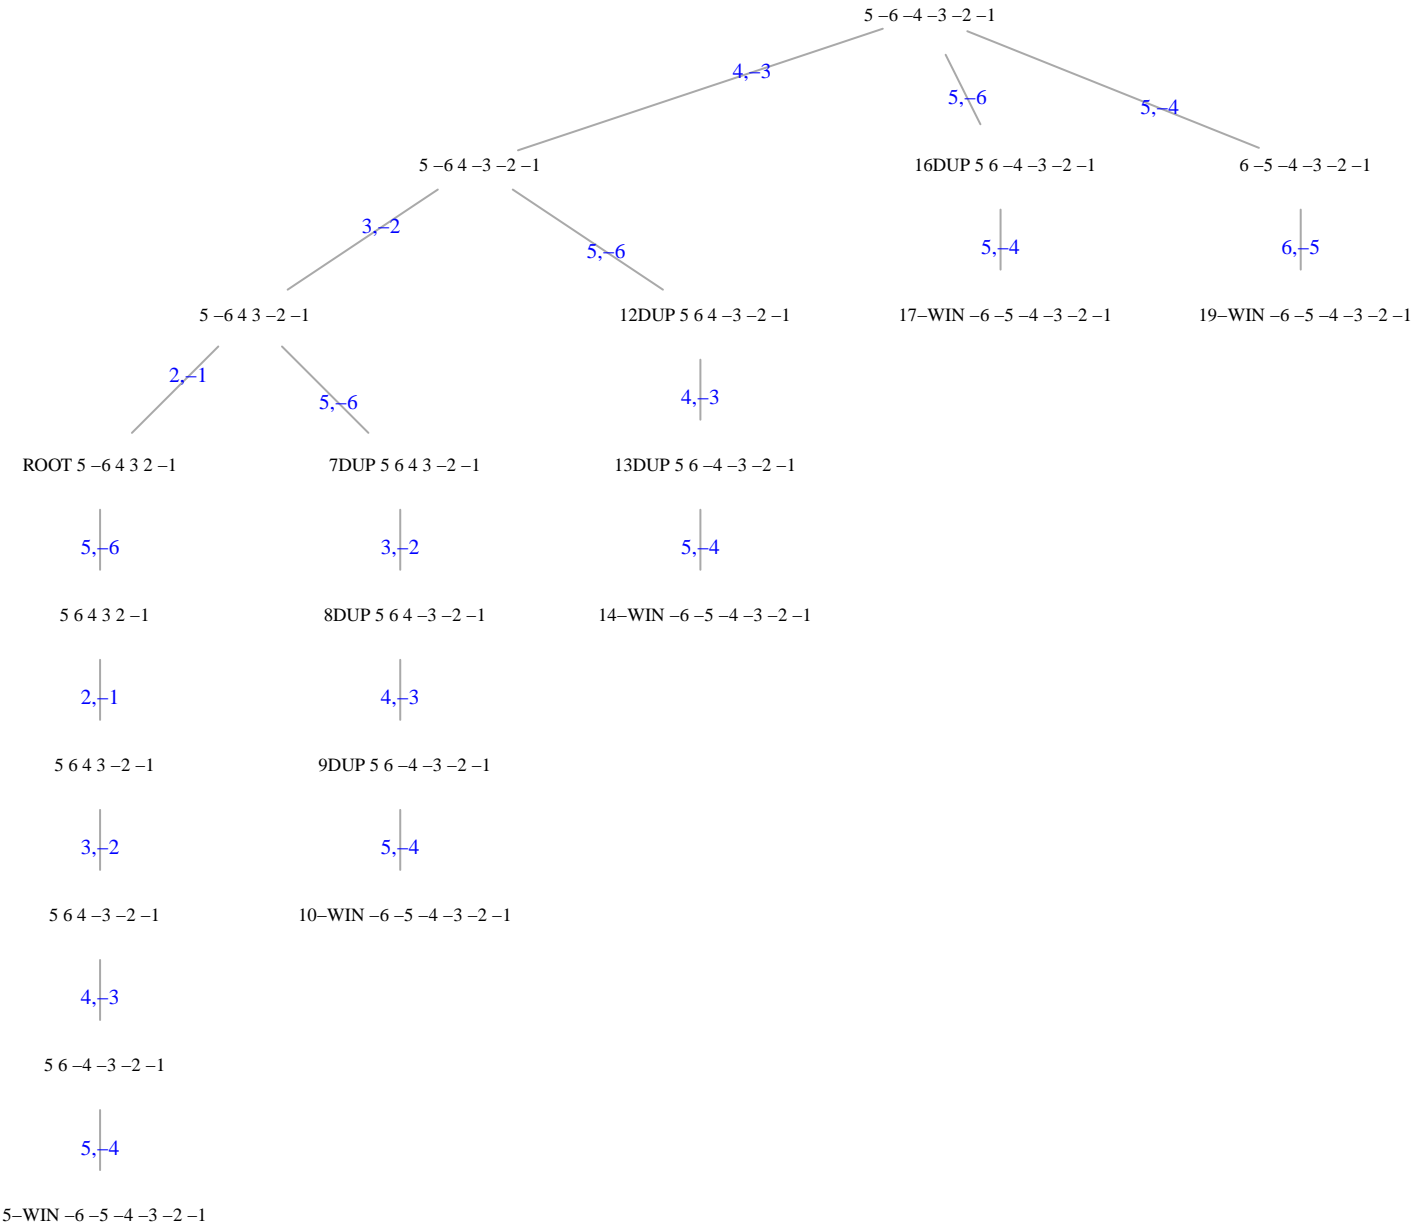 5 –6 –4 –3 –2 –1
4,–3
5,–6
5,–4
5 –6 4 –3 –2 –1
16DUP 5 6 –4 –3 –2 –1
6 –5 –4 –3 –2 –1
3,–2
5,–6
5,–4
6,–5
5 –6 4 3 –2 –1
12DUP 5 6 4 –3 –2 –1
17–WIN –6 –5 –4 –3 –2 –1
19–WIN –6 –5 –4 –3 –2 –1
2,–1
5,–6
4,–3
ROOT 5 –6 4 3 2 –1
7DUP 5 6 4 3 –2 –1
13DUP 5 6 –4 –3 –2 –1
5,–6
3,–2
5,–4
5 6 4 3 2 –1
8DUP 5 6 4 –3 –2 –1
14–WIN –6 –5 –4 –3 –2 –1
2,–1
4,–3
5 6 4 3 –2 –1
9DUP 5 6 –4 –3 –2 –1
3,–2
5,–4
5 6 4 –3 –2 –1
10–WIN –6 –5 –4 –3 –2 –1
4,–3
5 6 –4 –3 –2 –1
5,–4
5–WIN –6 –5 –4 –3 –2 –1